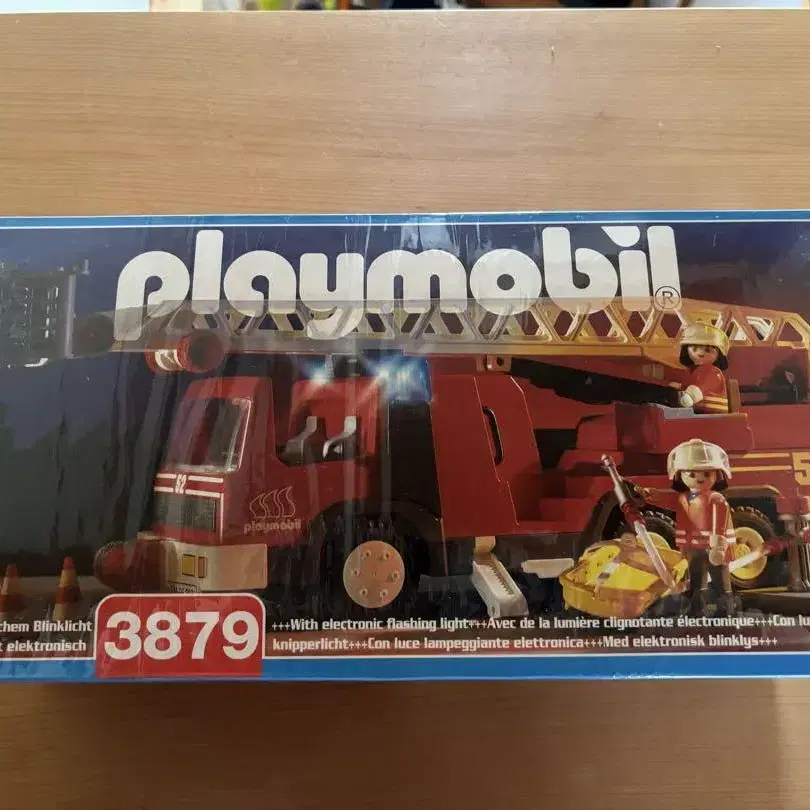 playmobil®
52
playmobil
5
chem Blinklicht
t elektronisch
3879
+++With electronic flashing light+++Avec de la lumière clignotante électronique+++Con lu
knipperlicht+++Con luce lampeggiante elettronica+++Med elektronisk blinklys+++